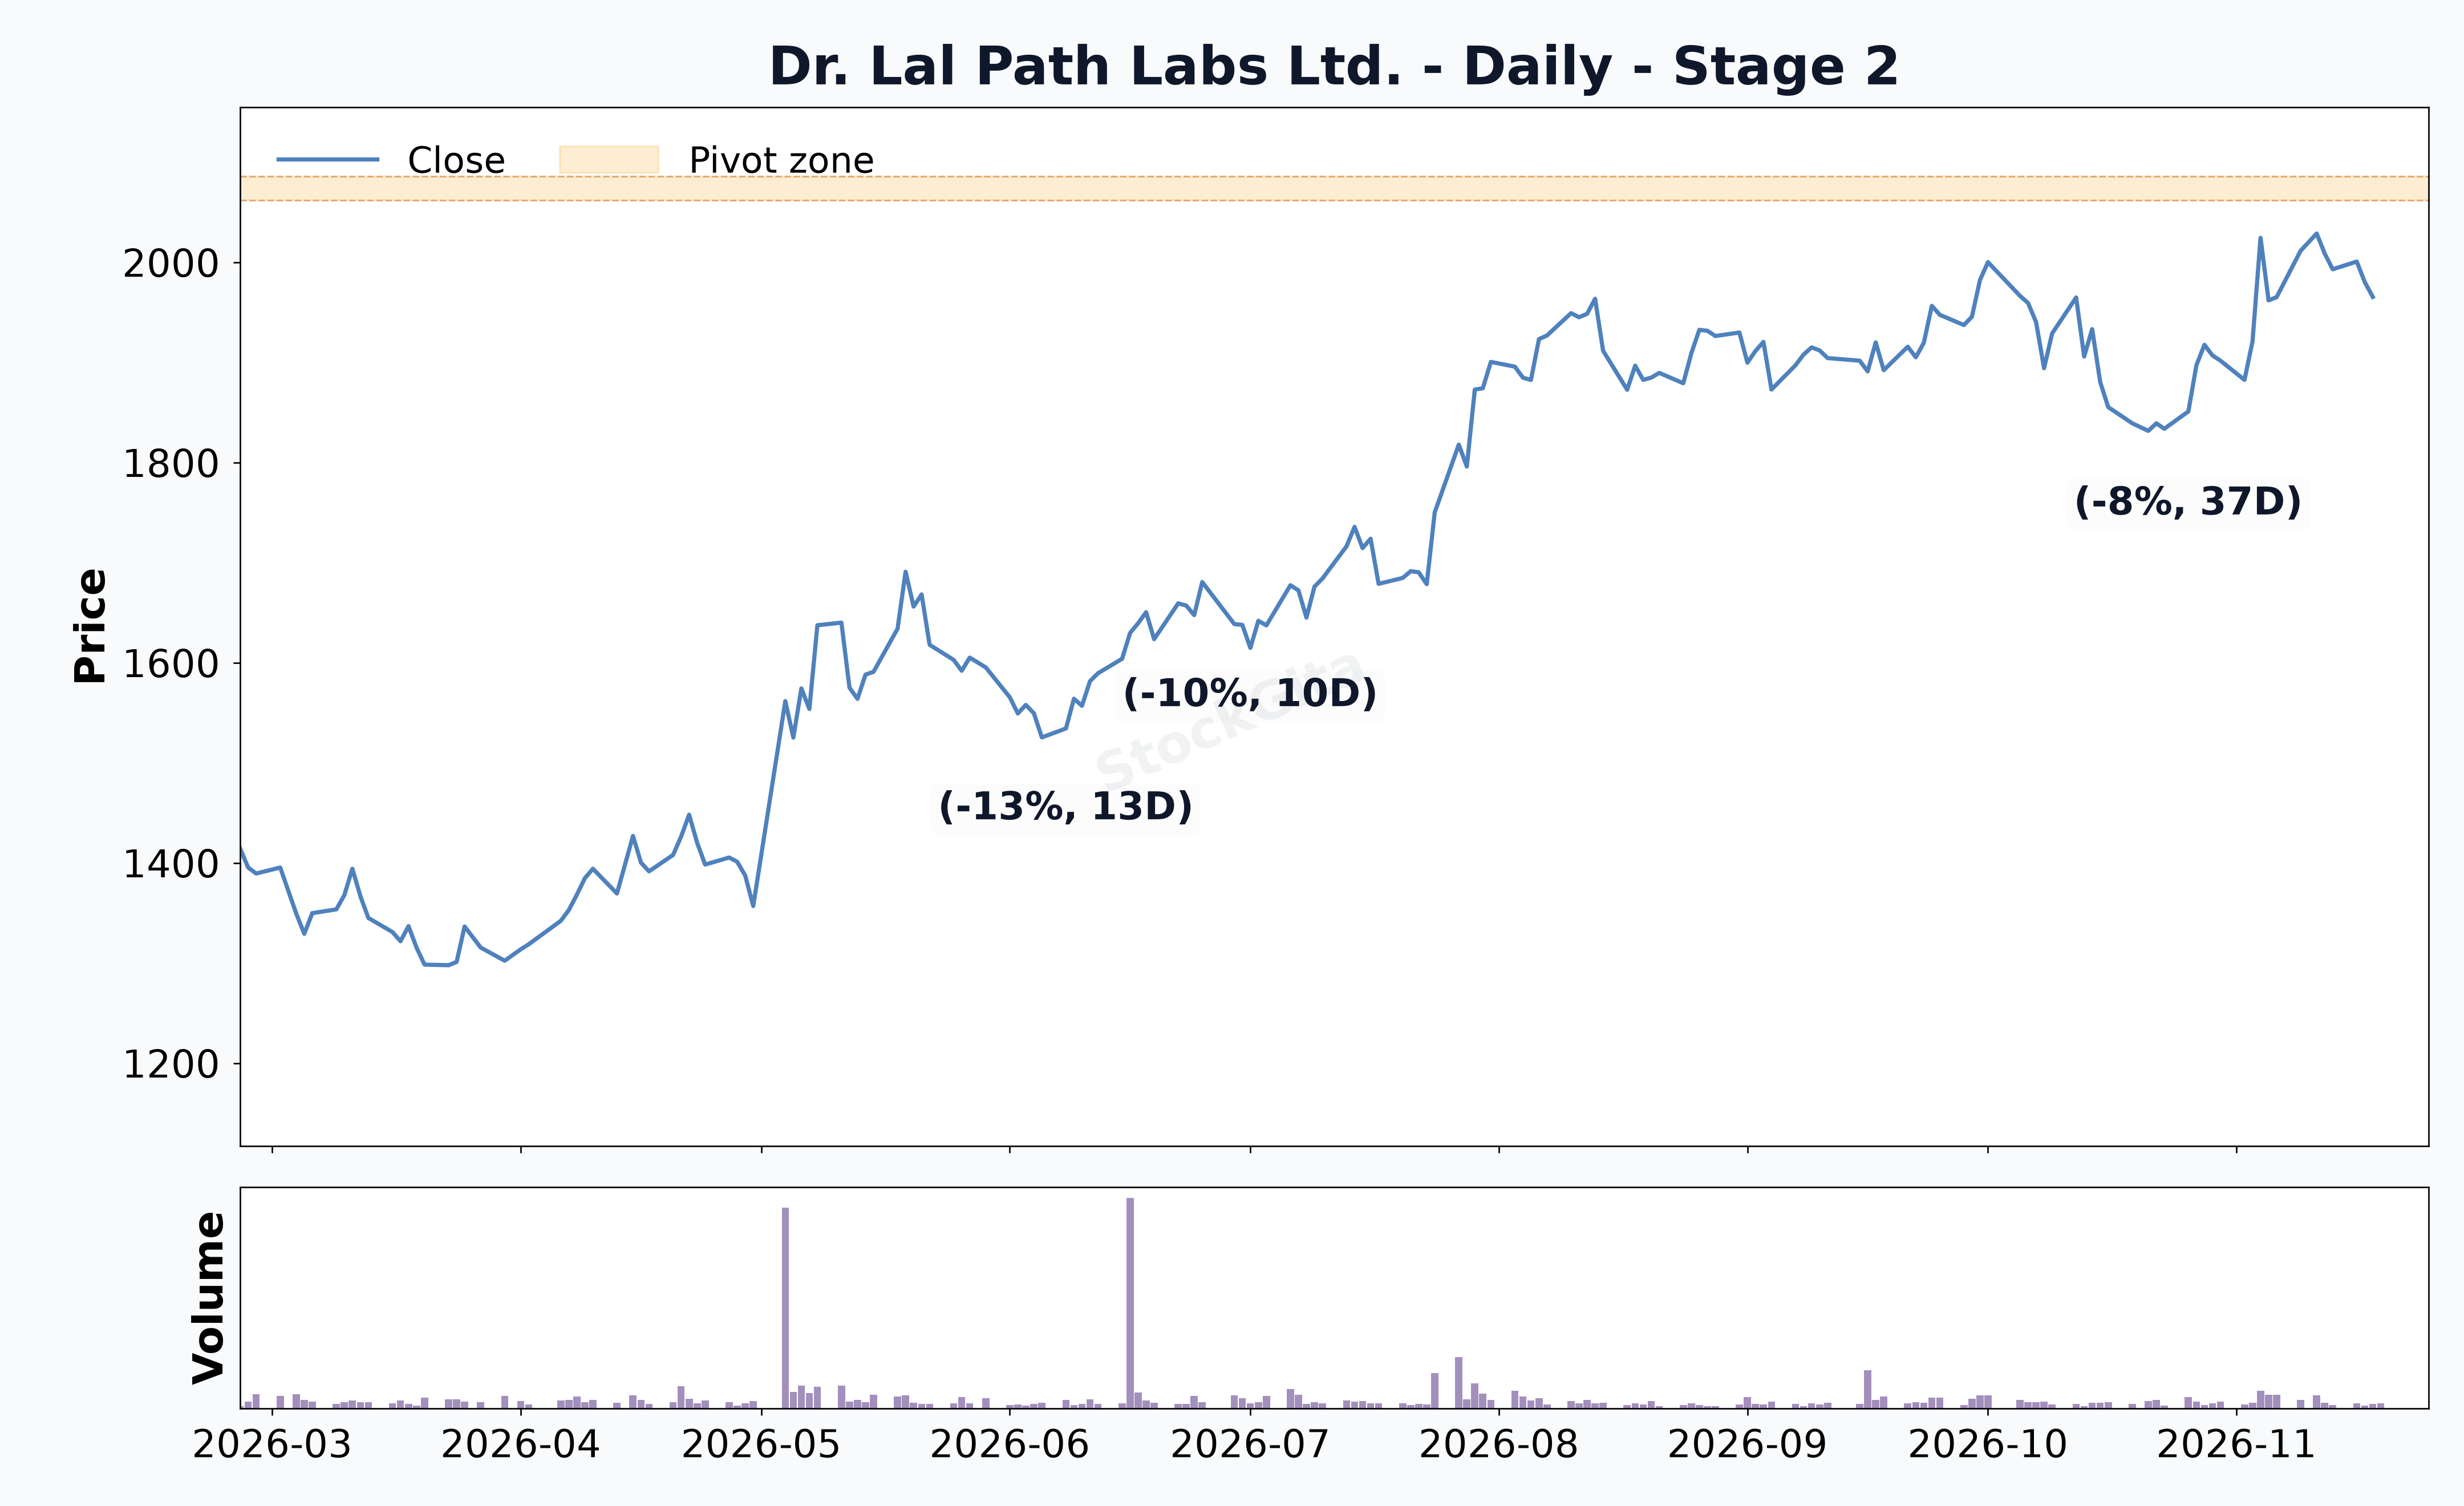 Dr. Lal Path Labs Ltd. - Daily - Stage 2
Close
Pivot zone
Price
2000
1800
1600
1400
1200
(-8%, 37D)
(-10%, 10D)
StockGita
(-13%, 13D)
Volume
2026-03
2026-04
2026-05
2026-06
2026-07
2026-08
2026-09
2026-10
2026-11